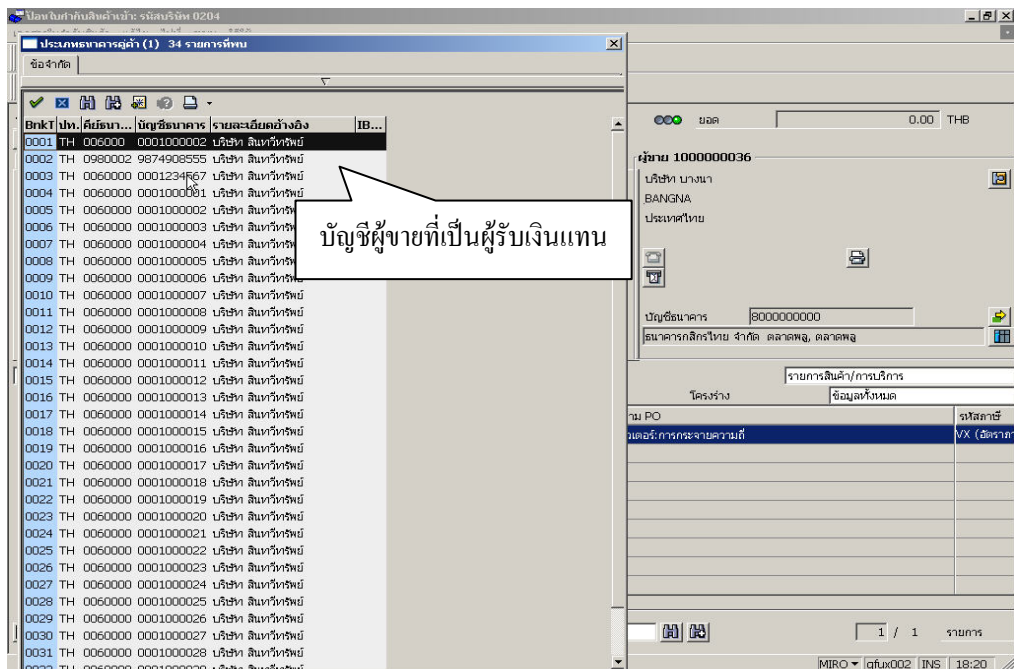 ป้อนใบกำกับสินค้าเข้า: รหัสบริษัท 0204
ประเภทธนาคารคู่ค้า (1) 34 รายการที่พบ
ข้อจำกัด
BnkT ปท. คีย์ธนา... บัญชีธนาคาร รายละเอียดอ้างอิง IB...
0001 TH 006000 0001000002 บริษัท สินทวีทรัพย์
0002 TH 0980002 9874908555 บริษัท สินทวีทรัพย์
0003 TH 0060000 0001234567 บริษัท สินทวีทรัพย์
0004 TH 0060000 0001000001 บริษัท สินทวีทรัพย์
0005 TH 0060000 0001000002 บริษัท สินทวีทรัพย์
0006 TH 0060000 0001000003 บริษัท สินทวีทรัพย์
0007 TH 0060000 0001000004 บริษัท สินทวีทรัพย์
0008 TH 0060000 0001000005 บริษัท สินทวีทรัพย์
0009 TH 0060000 0001000006 บริษัท สินทวีทรัพย์
0010 TH 0060000 0001000007 บริษัท สินทวีทรัพย์
0011 TH 0060000 0001000008 บริษัท สินทวีทรัพย์
0012 TH 0060000 0001000009 บริษัท สินทวีทรัพย์
0013 TH 0060000 0001000010 บริษัท สินทวีทรัพย์
0014 TH 0060000 0001000011 บริษัท สินทวีทรัพย์
0015 TH 0060000 0001000012 บริษัท สินทวีทรัพย์
0016 TH 0060000 0001000013 บริษัท สินทวีทรัพย์
0017 TH 0060000 0001000014 บริษัท สินทวีทรัพย์
0018 TH 0060000 0001000015 บริษัท สินทวีทรัพย์
0019 TH 0060000 0001000016 บริษัท สินทวีทรัพย์
0020 TH 0060000 0001000017 บริษัท สินทวีทรัพย์
0021 TH 0060000 0001000018 บริษัท สินทวีทรัพย์
0022 TH 0060000 0001000019 บริษัท สินทวีทรัพย์
0023 TH 0060000 0001000020 บริษัท สินทวีทรัพย์
0024 TH 0060000 0001000021 บริษัท สินทวีทรัพย์
0025 TH 0060000 0001000022 บริษัท สินทวีทรัพย์
0026 TH 0060000 0001000023 บริษัท สินทวีทรัพย์
0027 TH 0060000 0001000024 บริษัท สินทวีทรัพย์
0028 TH 0060000 0001000025 บริษัท สินทวีทรัพย์
0029 TH 0060000 0001000026 บริษัท สินทวีทรัพย์
0030 TH 0060000 0001000027 บริษัท สินทวีทรัพย์
0031 TH 0060000 0001000028 บริษัท สินทวีทรัพย์
บัญชีผู้ขายที่เป็นผู้รับเงินแทน
ยอด 0.00 THB
ผู้ขาย 1000000036
บริษัท บางนา
BANGNA
ประเทศไทย
บัญชีธนาคาร 8000000000
ธนาคารกสิกรไทย จำกัด ตลาดพลู, ตลาดพลู
รายการสินค้า/การบริการ
โครงร่าง ข้อมูลทั้งหมด
าม PO รหัสภาษี
วเตอร์:การกระจายความถี่ VX (อัตราภา
1 / 1 รายการ
MIRO qfux002 INS 18:20